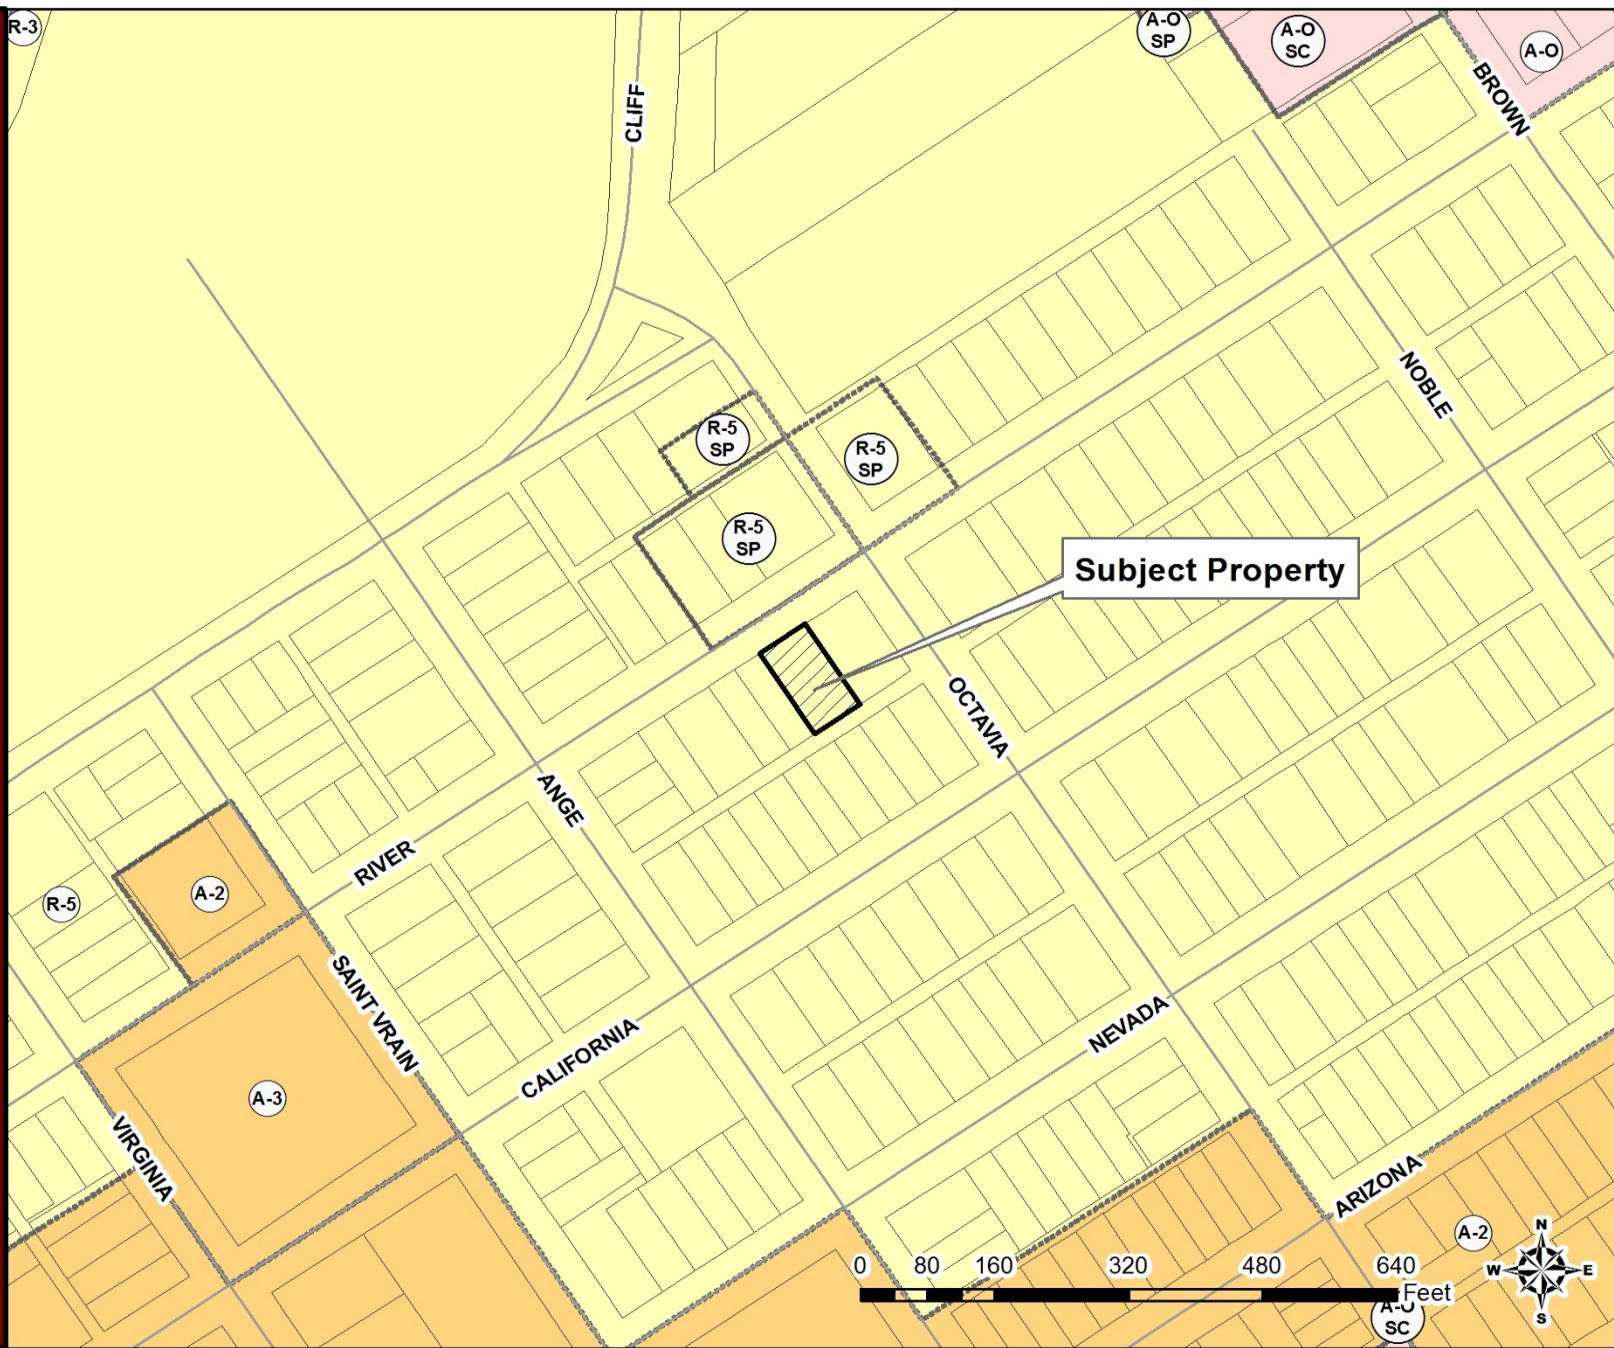 R-3
A-O
SP
A-O
SC
A-O
BROWN
CLIFF
NOBLE
R-5
SP
R-5
SP
R-5
SP
Subject Property
OCTAVIA
ANGE
RIVER
R-5
A-2
SAINT VRAIN
CALIFORNIA
NEVADA
A-3
VIRGINIA
ARIZONA
A-2
N
W
E
S
0 80 160 320 480 640
Feet
A-O
SC